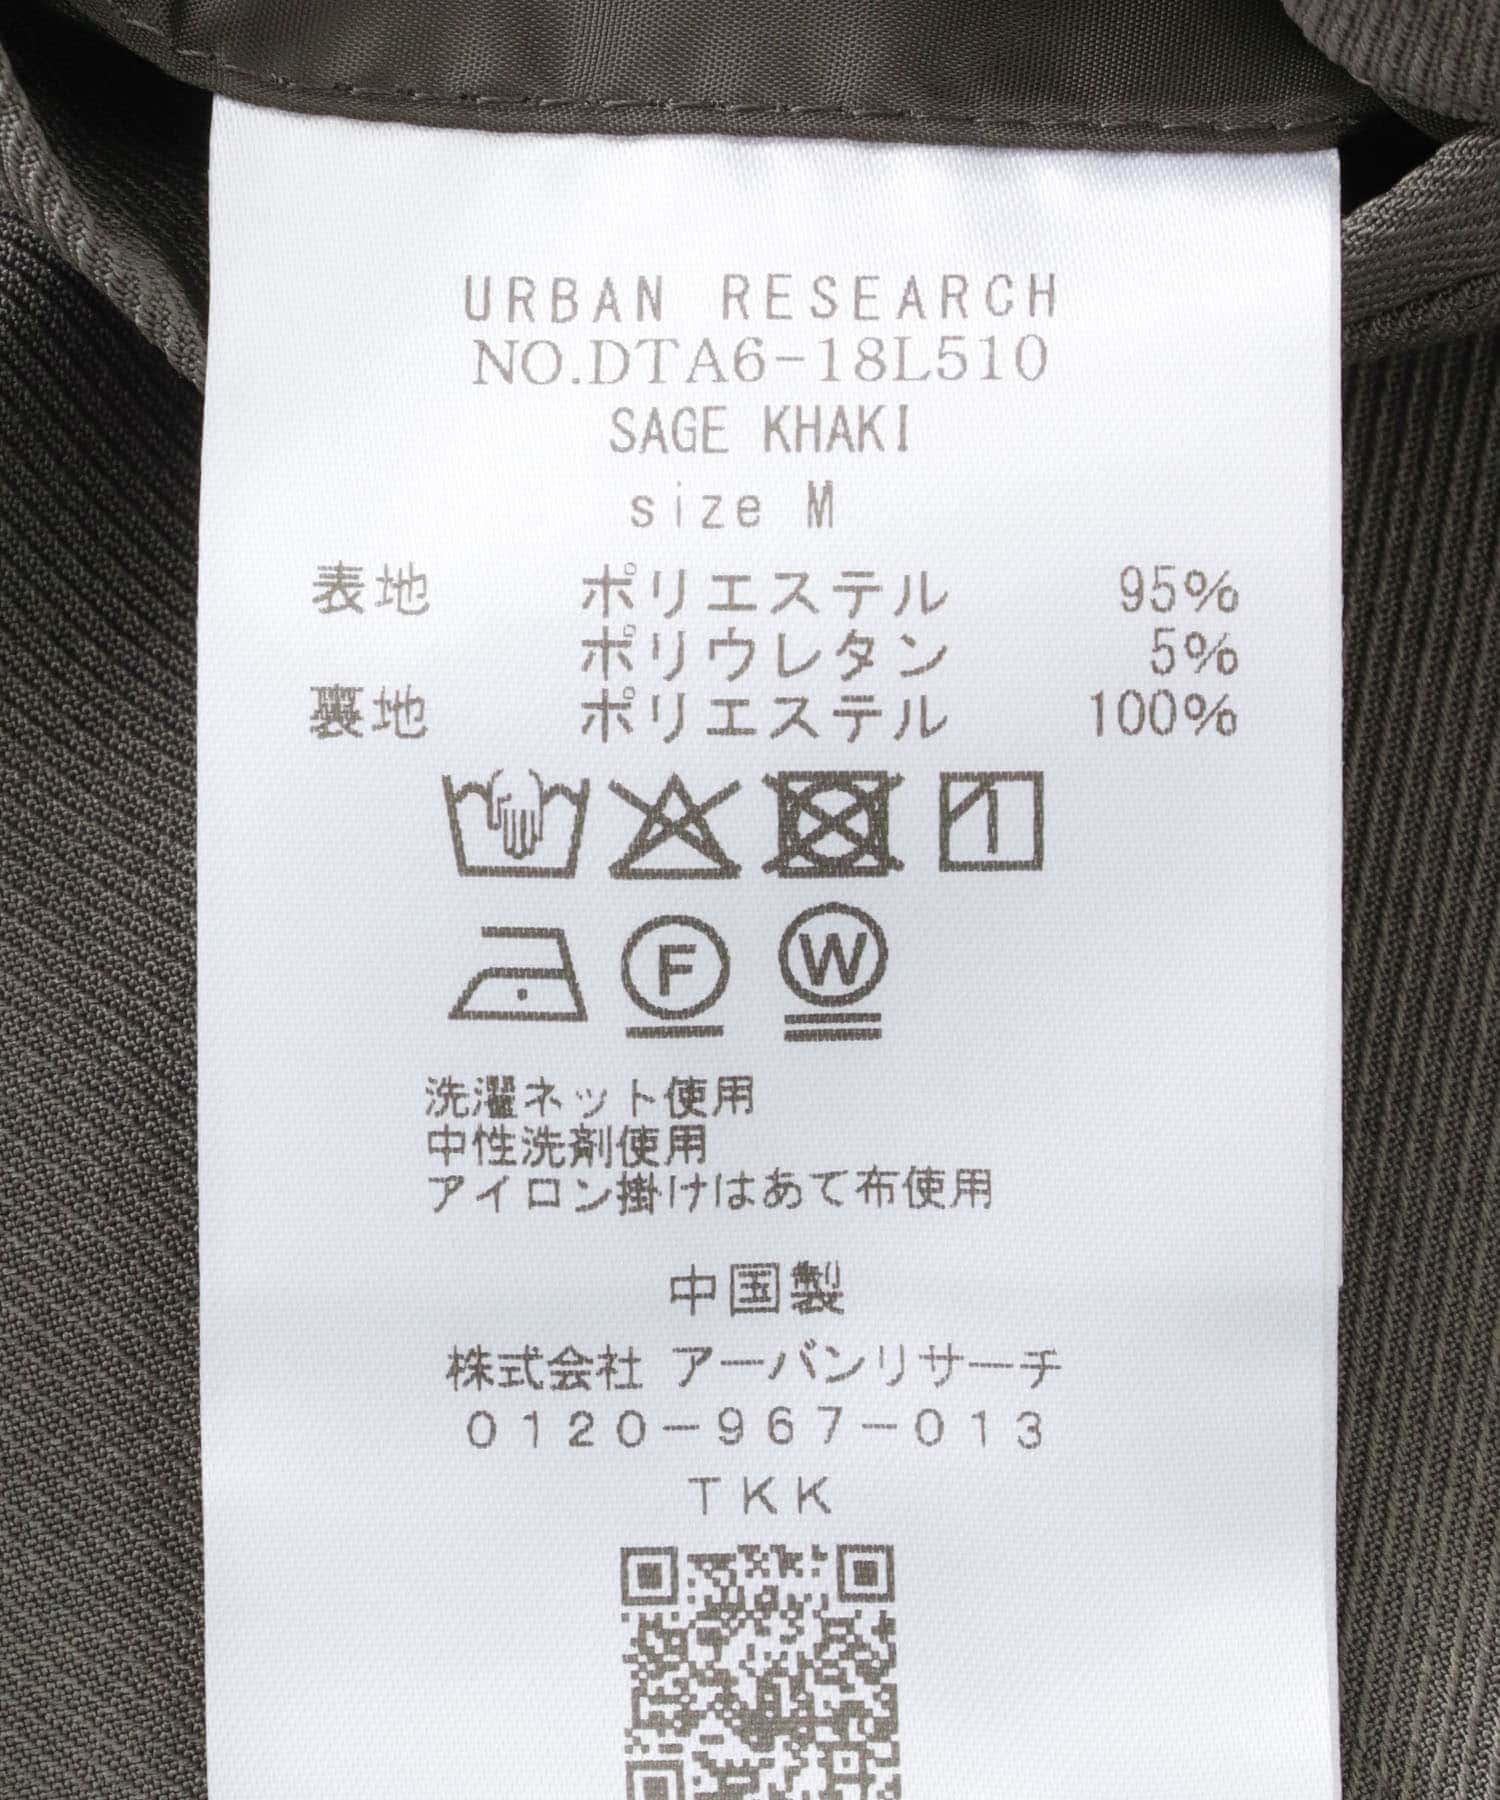 URBAN RESEARCH
NO.DTA6-18L510
SAGE KHAKI
size M
表地 ポリエステル 95%
ポリウレタン 5%
裏地 ポリエステル 100%
F W
洗濯ネット使用
中性洗剤使用
アイロン掛けはあて布使用
中国製
株式会社 アーバンリサーチ
0120-967-013
TKK